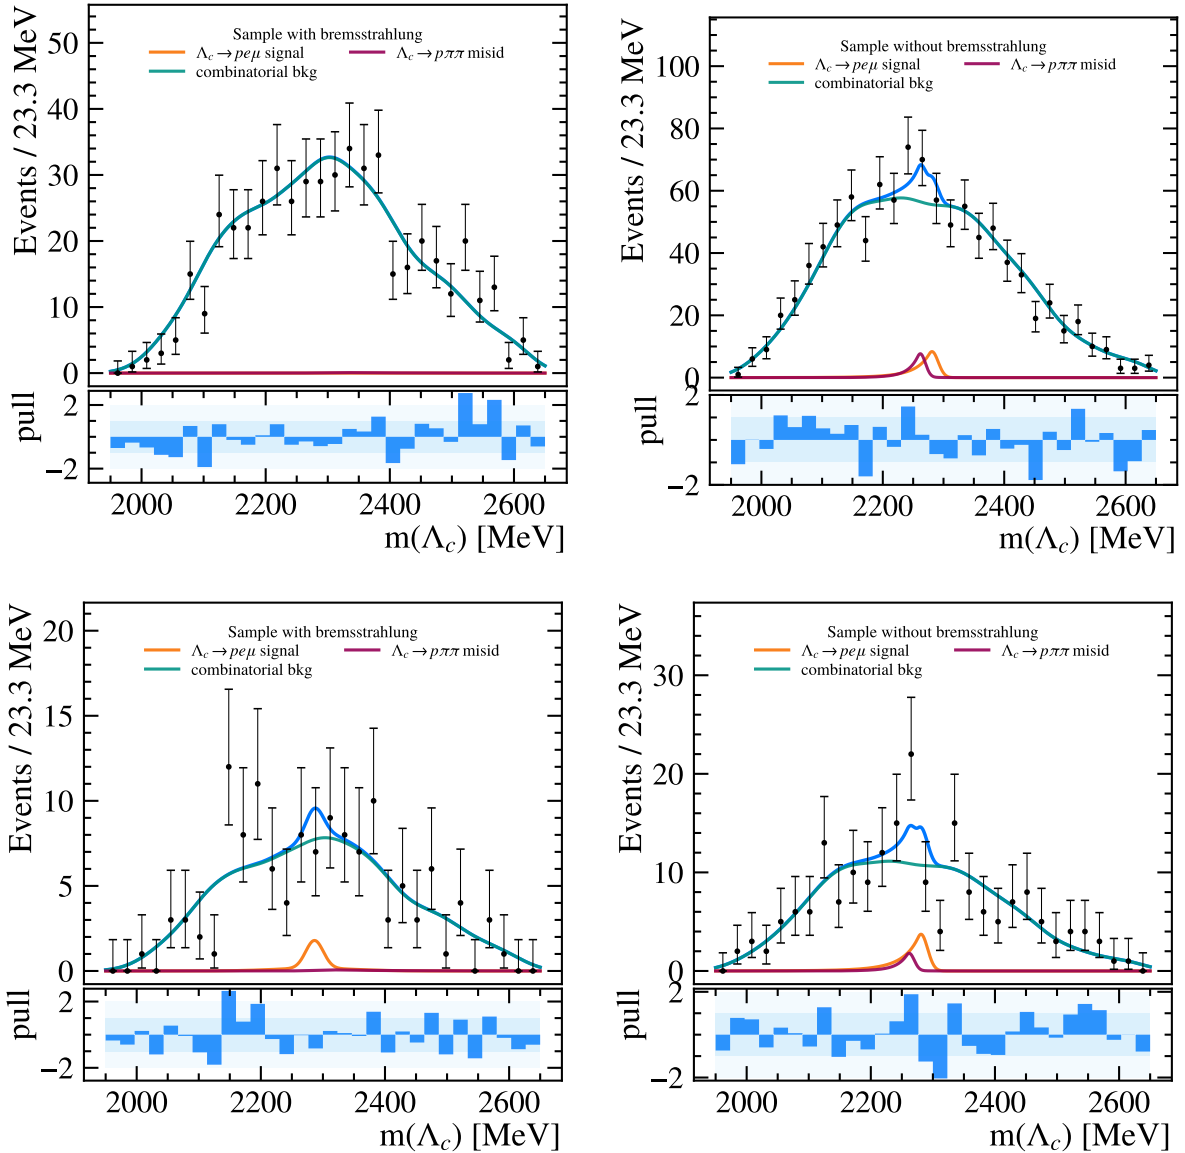 Events / 23.3 MeV
50
40
30
20
10
0
Sample with bremsstrahlung
Λc → peμ signal
Λc → pππ misid
combinatorial bkg
pull
2
−2
2000 2200 2400 2600
m(Λc) [MeV]
Events / 23.3 MeV
100
80
60
40
20
0
Sample without bremsstrahlung
Λc → peμ signal
Λc → pππ misid
combinatorial bkg
pull
2
−2
2000 2200 2400 2600
m(Λc) [MeV]
Events / 23.3 MeV
20
15
10
5
0
Sample with bremsstrahlung
Λc → peμ signal
Λc → pππ misid
combinatorial bkg
pull
2
−2
2000 2200 2400 2600
m(Λc) [MeV]
Events / 23.3 MeV
30
20
10
0
Sample without bremsstrahlung
Λc → peμ signal
Λc → pππ misid
combinatorial bkg
pull
2
−2
2000 2200 2400 2600
m(Λc) [MeV]